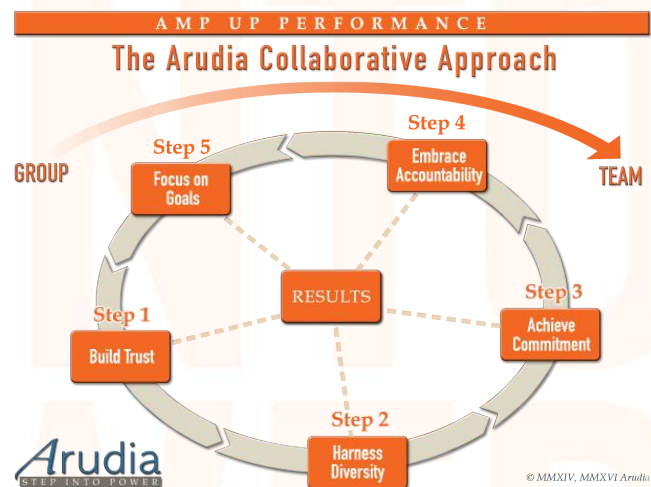 AMP UP PERFORMANCE
The Arudia Collaborative Approach
Step 4
Step 5
Embrace
Accountability
GROUP
Focus on
Goals
TEAM
RESULTS
Step 3
Step 1
Achieve
Commitment
Build Trust
Step 2
Harness
Diversity
Arudia
STEP INTO POWER
© MMXIV, MMXVI Arudia